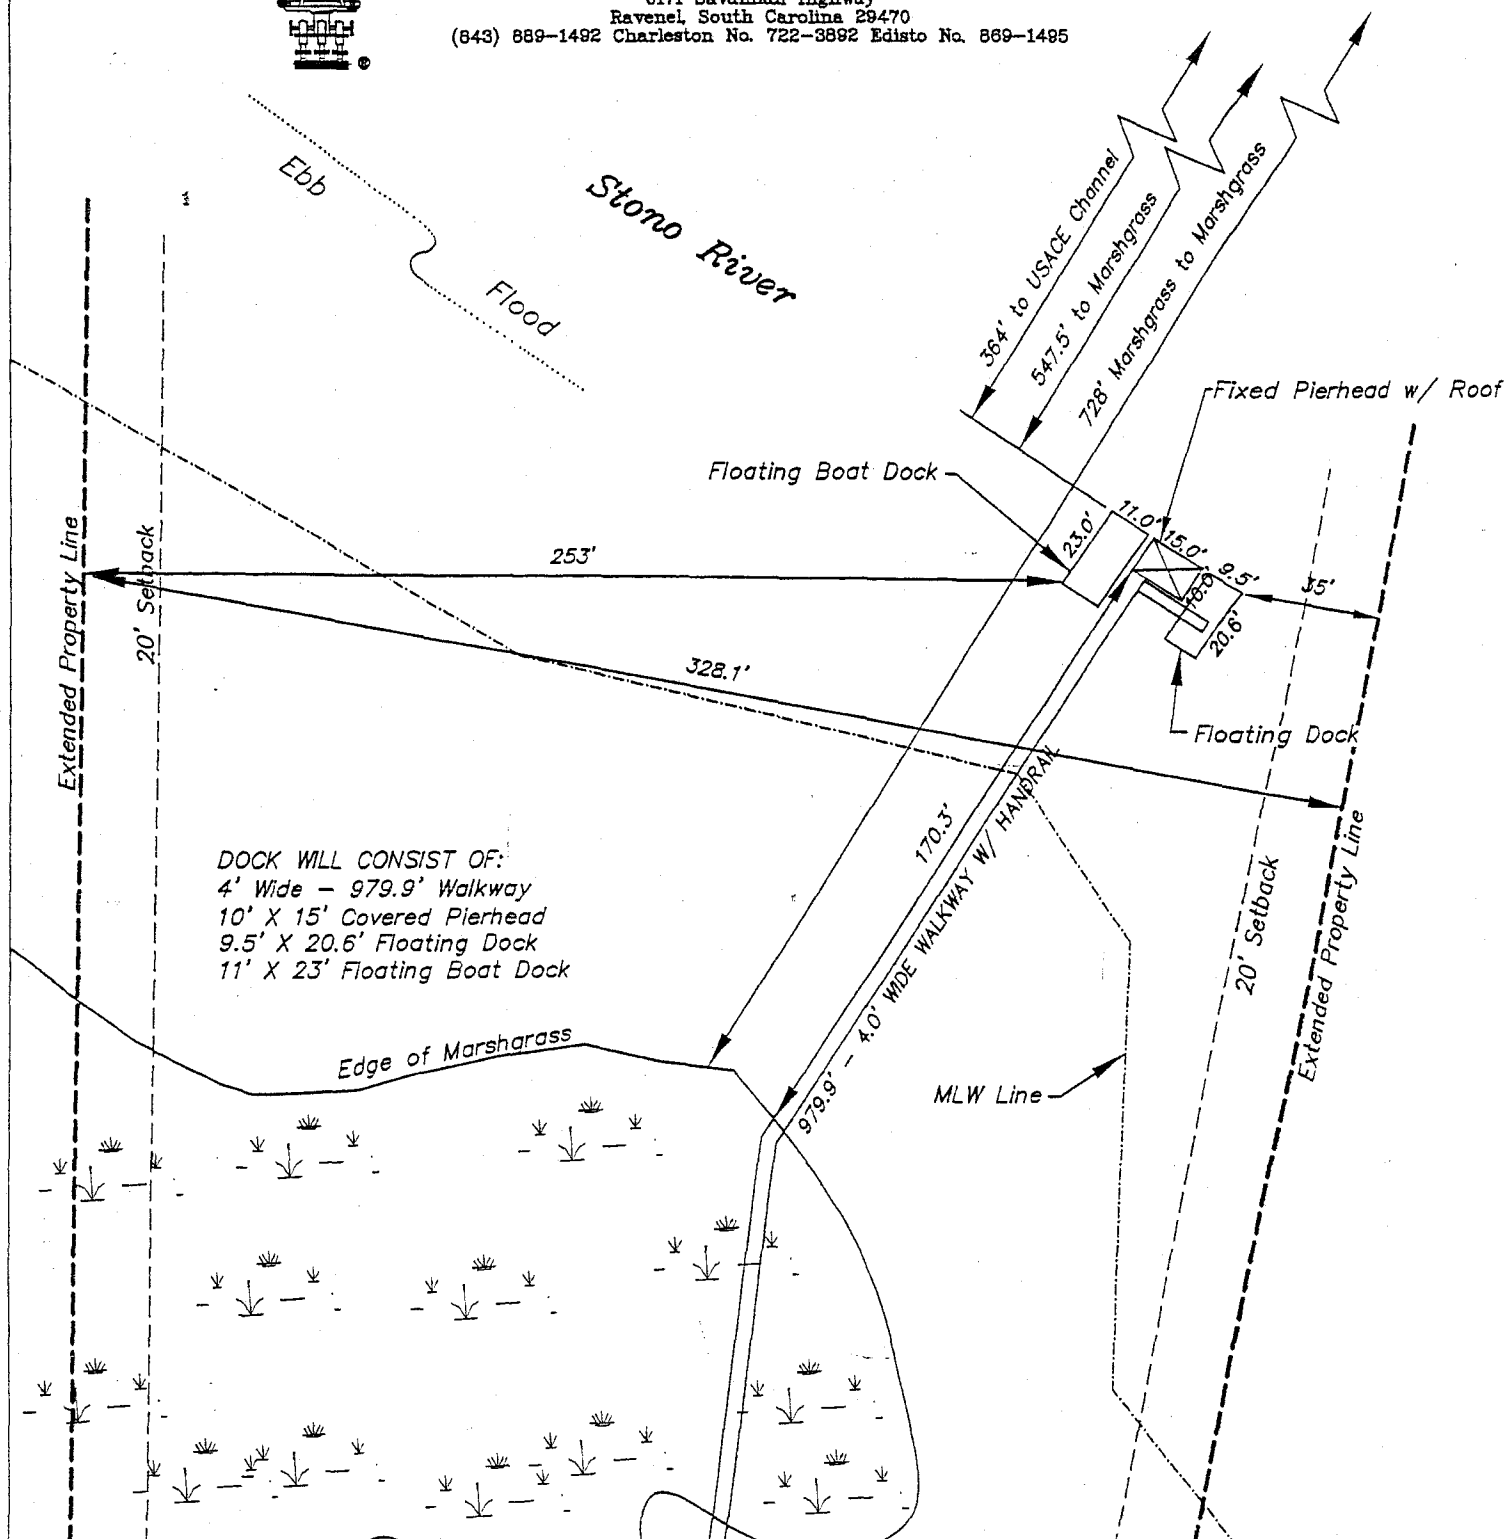 Ravenel, South Carolina 29470
(843) 889-1492 Charleston No. 722-3892 Edisto No. 869-1495
®
Ebb
Flood
Stono River
364' to USACE Channel
547.5' to Marshgrass
728' Marshgrass to Marshgrass
Fixed Pierhead w/ Roof
Floating Boat Dock
23.0'
11.0'
15.0'
10.0'
9.5'
20.6'
35'
253'
Extended Property Line
20' Setback
328.1'
Floating Dock
DOCK WILL CONSIST OF:
4' Wide - 979.9' Walkway
10' X 15' Covered Pierhead
9.5' X 20.6' Floating Dock
11' X 23' Floating Boat Dock
170.3'
979.9' - 4.0' WIDE WALKWAY W/ HANDRAIL
Edge of Marshgrass
MLW Line
20' Setback
Extended Property Line